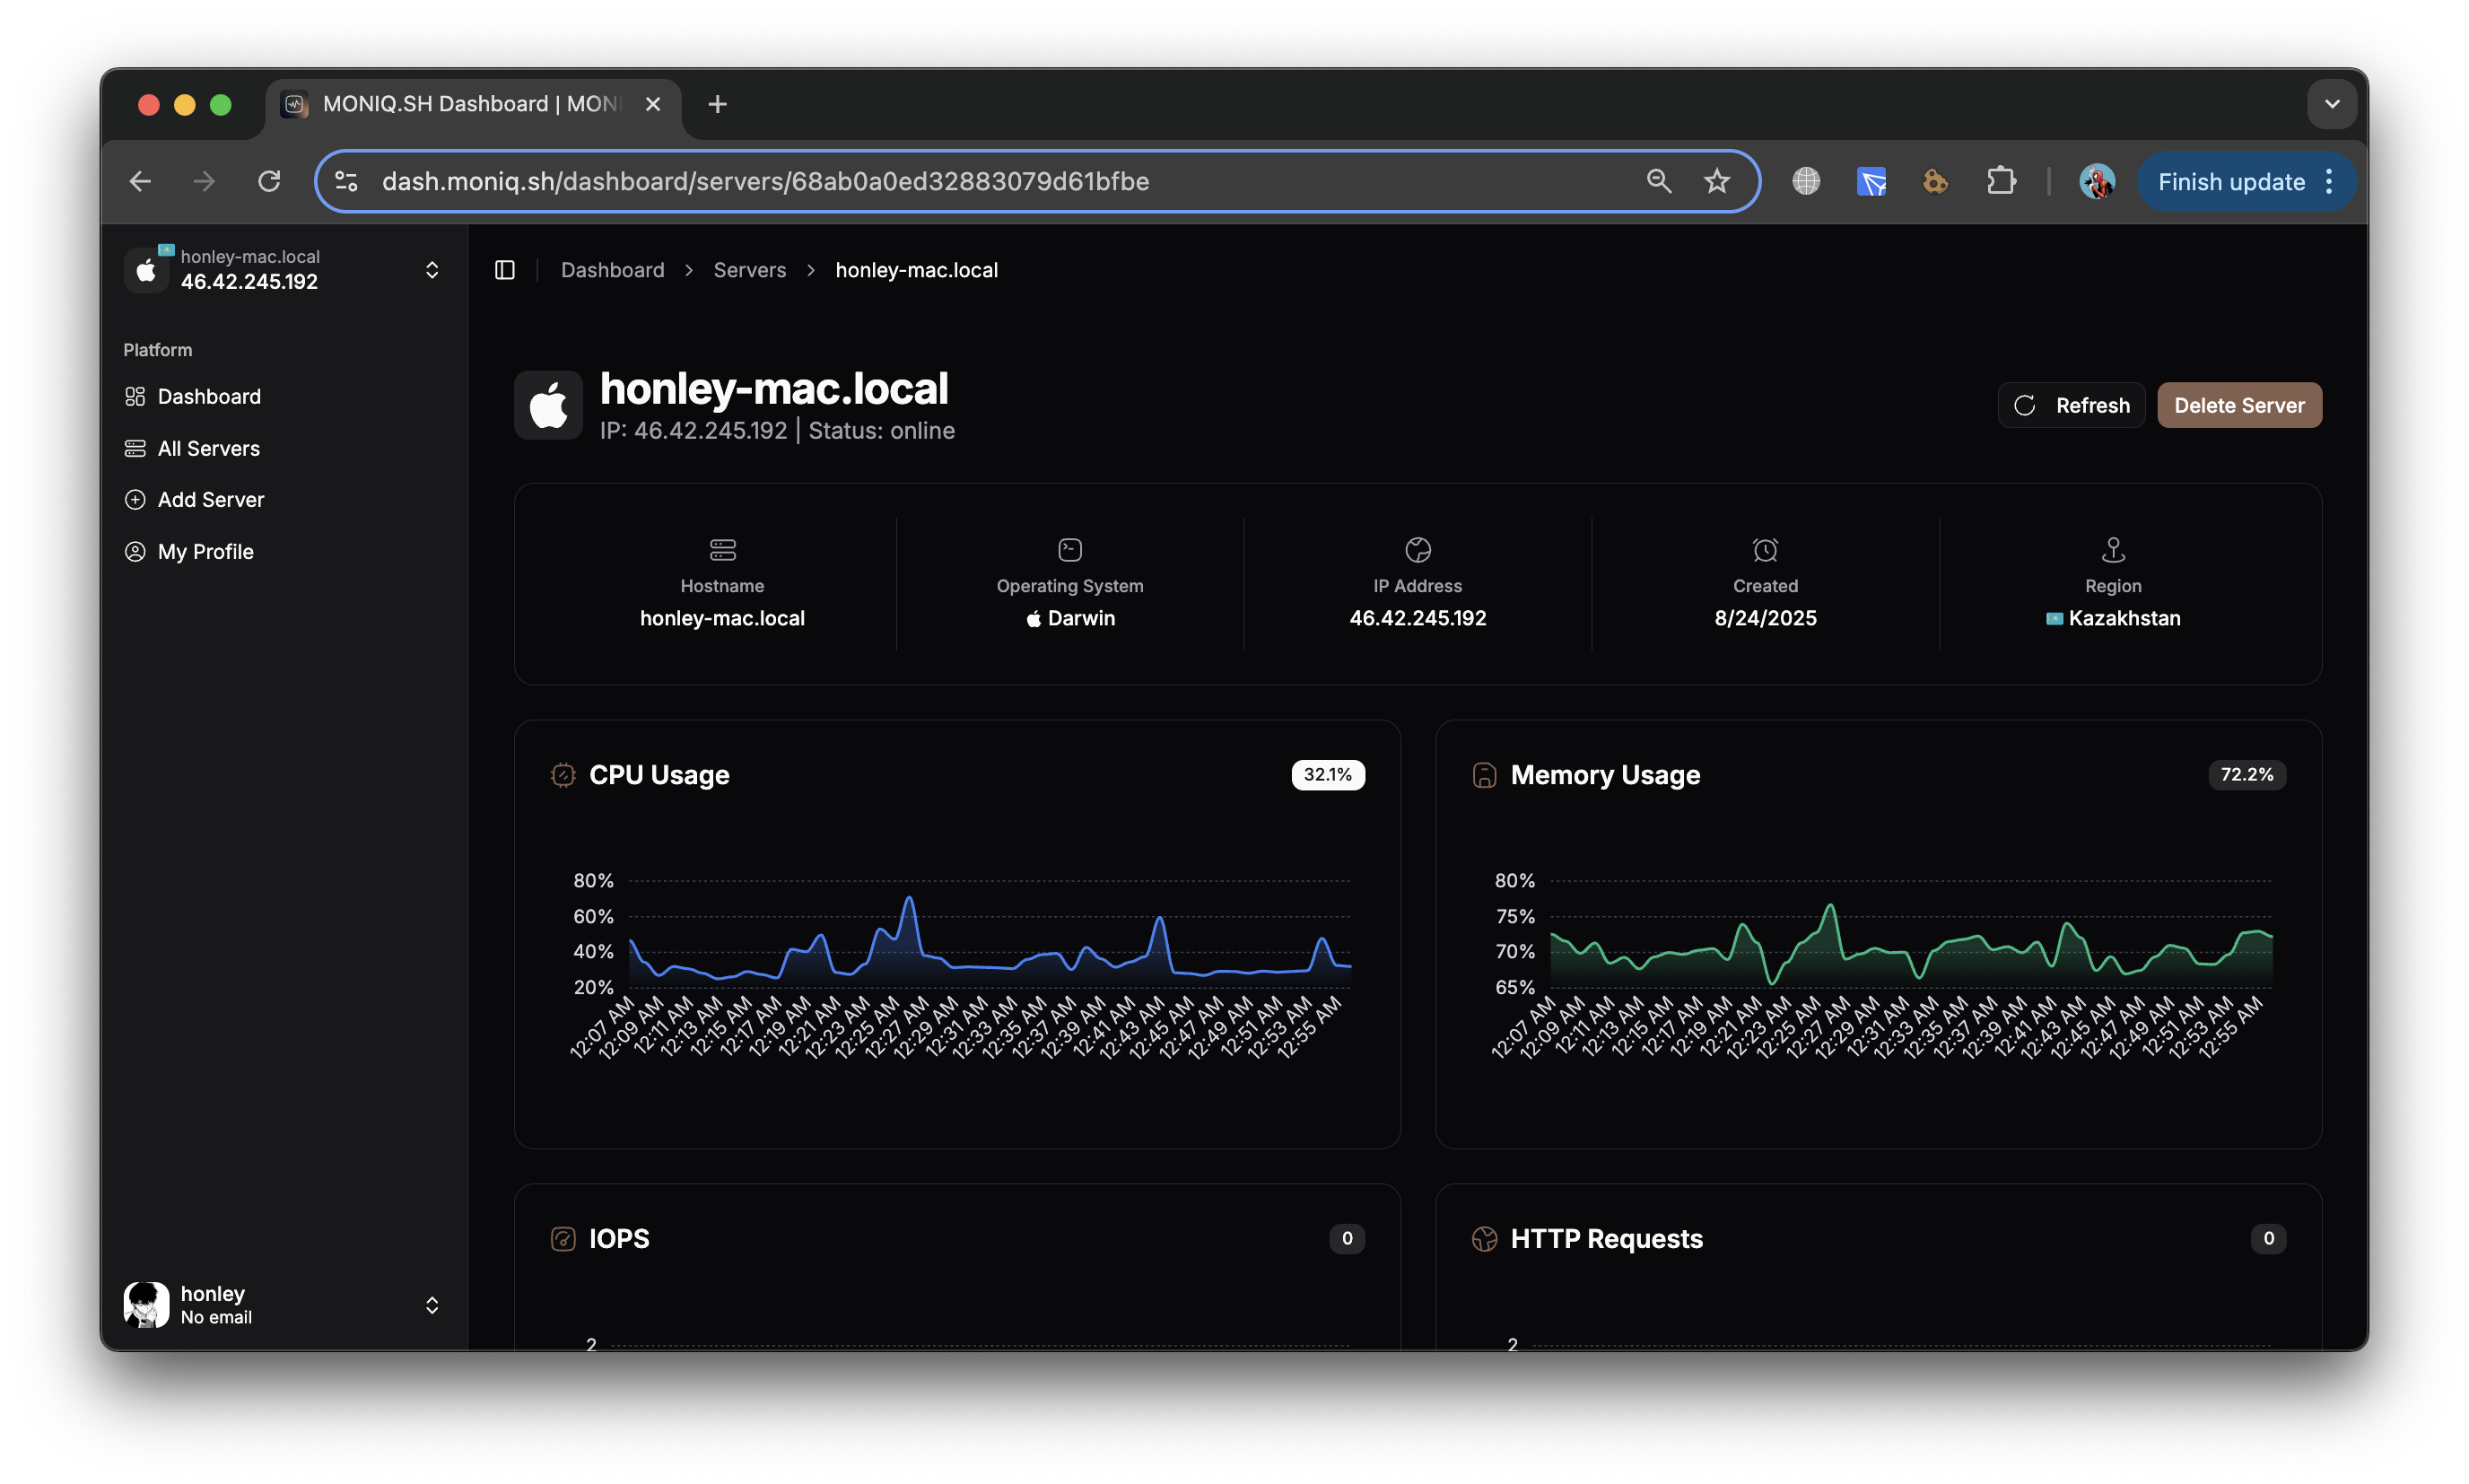 MONIQ.SH Dashboard | MONI
dash.moniq.sh/dashboard/servers/68ab0a0ed32883079d61bfbe
Finish update
honley-mac.local
46.42.245.192
Platform
Dashboard
All Servers
Add Server
My Profile
honley
No email
Dashboard > Servers > honley-mac.local
honley-mac.local
IP: 46.42.245.192 | Status: online
Refresh
Delete Server
Hostname
honley-mac.local
Operating System
Darwin
IP Address
46.42.245.192
Created
8/24/2025
Region
Kazakhstan
CPU Usage
32.1%
80%
60%
40%
20%
12:07 AM
12:09 AM
12:11 AM
12:13 AM
12:15 AM
12:17 AM
12:19 AM
12:21 AM
12:23 AM
12:25 AM
12:27 AM
12:29 AM
12:31 AM
12:33 AM
12:35 AM
12:37 AM
12:39 AM
12:41 AM
12:43 AM
12:45 AM
12:47 AM
12:49 AM
12:51 AM
12:53 AM
12:55 AM
Memory Usage
72.2%
80%
75%
70%
65%
12:07 AM
12:09 AM
12:11 AM
12:13 AM
12:15 AM
12:17 AM
12:19 AM
12:21 AM
12:23 AM
12:25 AM
12:27 AM
12:29 AM
12:31 AM
12:33 AM
12:35 AM
12:37 AM
12:39 AM
12:41 AM
12:43 AM
12:45 AM
12:47 AM
12:49 AM
12:51 AM
12:53 AM
12:55 AM
IOPS
0
2
HTTP Requests
0
2